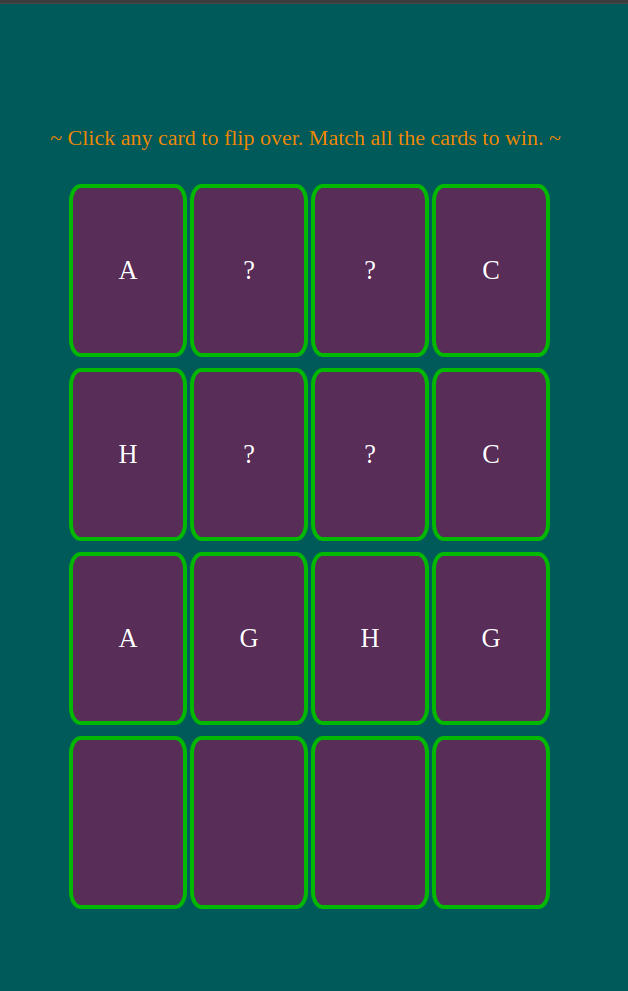 ~ Click any card to flip over. Match all the cards to win. ~
A ? ? C
H ? ? C
A G H G